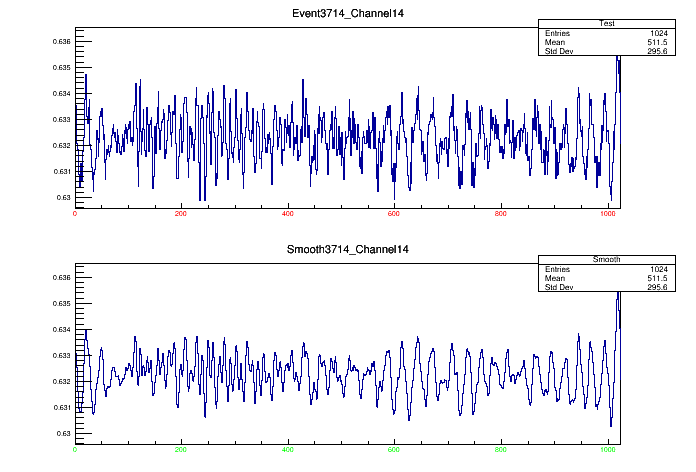 Event3714_Channel14
Test
Entries 1024
Mean 511.5
Std Dev 295.6
0.636
0.635
0.634
0.633
0.632
0.631
0.63
0 200 400 600 800 1000
Smooth3714_Channel14
Smooth
Entries 1024
Mean 511.5
Std Dev 295.6
0.636
0.635
0.634
0.633
0.632
0.631
0.63
0 200 400 600 800 1000